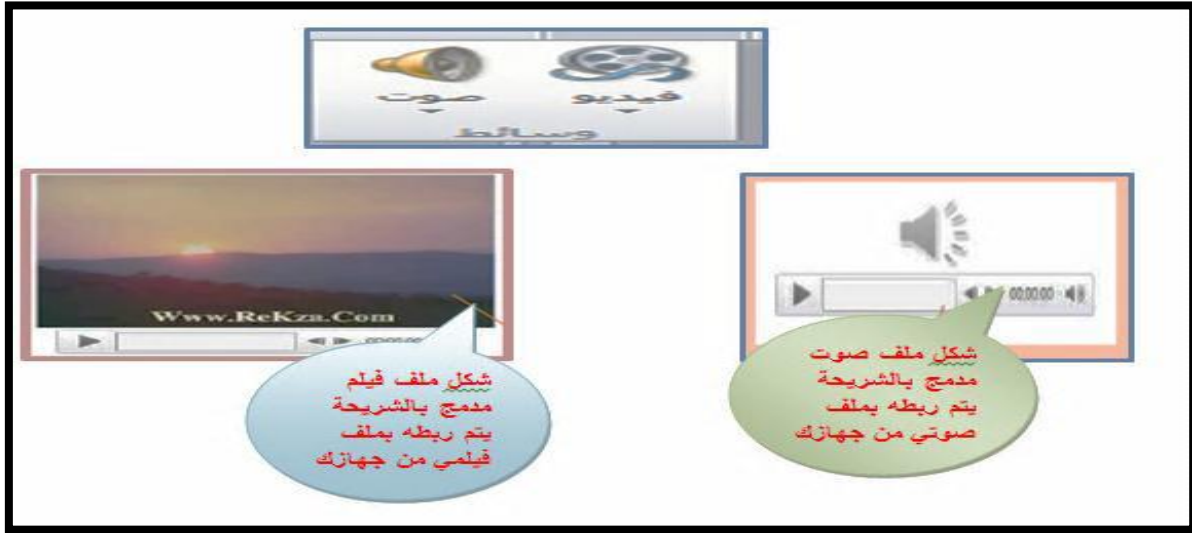 فيديو صوت
وسائط
Www.ReKza.Com
00:00:00
شكل ملف صوت
مدمج بالشريحة
يتم ربطه بملف
صوتي من جهازك
شكل ملف فيلم
مدمج بالشريحة
يتم ربطه بملف
فيلمي من جهازك